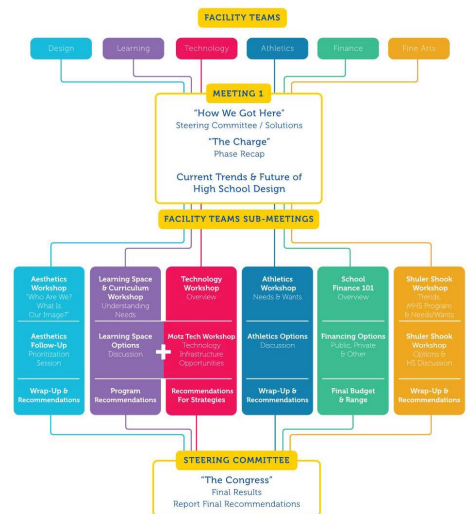 FACILITY TEAMS
Design
Learning
Technology
Athletics
Finance
Fine Arts
MEETING 1
"How We Got Here"
Steering Committee / Solutions
"The Charge"
Phase Recap
Current Trends & Future of
High School Design
FACILITY TEAMS SUB-MEETINGS
Aesthetics
Workshop
"Who Are We?
What Is
Our Image?"
Aesthetics
Follow-Up
Prioritization
Session
Wrap-Up &
Recommendations
Learning Space
& Curriculum
Workshop
Understanding
Needs
Learning Space
Options
Discussion
Program
Recommendations
+
Technology
Workshop
Overview
Motz Tech Workshop
Technology
Infrastructure
Opportunities
Recommendations
For Strategies
Athletics
Workshop
Needs & Wants
Athletics Options
Discussion
Wrap-Up &
Recommendations
School
Finance 101
Overview
Financing Options
Public, Private
& Other
Final Budget
& Range
Shuler Shook
Workshop
Trends,
AVHS Program
& Needs/Wants
Shuler Shook
Workshop
Options &
HS Discussion
Wrap-Up &
Recommendations
STEERING COMMITTEE
"The Congress"
Final Results
Report Final Recommendations